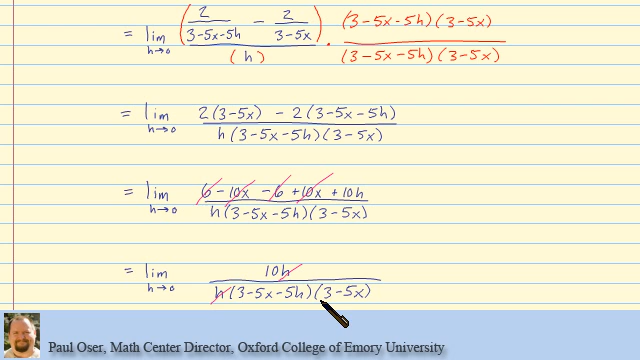 = lim h→0 (2/(3-5x-5h) - 2/(3-5x)) / (h) · (3-5x-5h)(3-5x) / (3-5x-5h)(3-5x)
= lim h→0 2(3-5x) - 2(3-5x-5h) / h(3-5x-5h)(3-5x)
= lim h→0 6-10x-6+10x+10h / h(3-5x-5h)(3-5x)
= lim h→0 10h / h(3-5x-5h)(3-5x)
Paul Oser, Math Center Director, Oxford College of Emory University